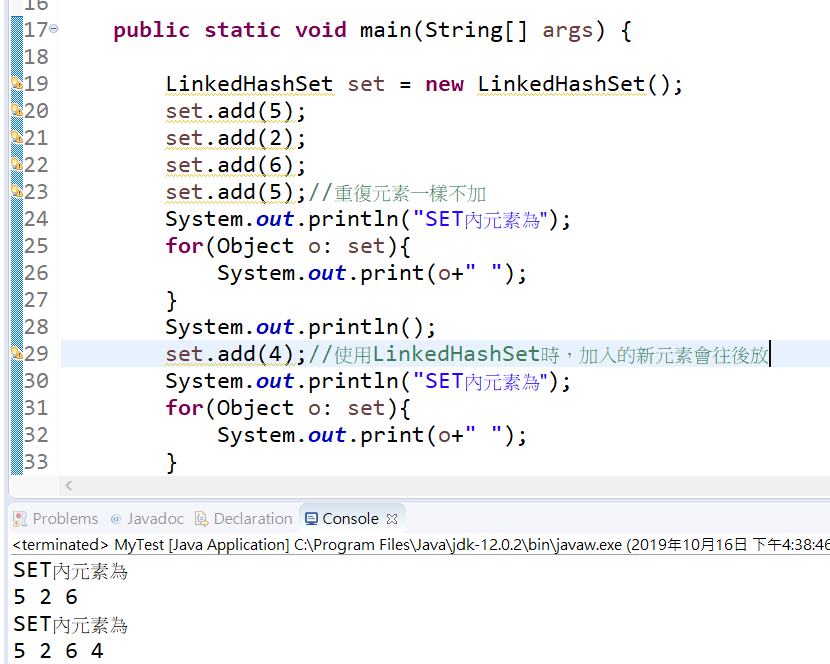 16
17 public static void main(String[] args) {
18
19 LinkedHashSet set = new LinkedHashSet();
20 set.add(5);
21 set.add(2);
22 set.add(6);
23 set.add(5);//重復元素一樣不加
24 System.out.println("SET內元素為");
25 for(Object o: set){
26 System.out.print(o+" ");
27 }
28 System.out.println();
29 set.add(4);//使用LinkedHashSet時，加入的新元素會往後放
30 System.out.println("SET內元素為");
31 for(Object o: set){
32 System.out.print(o+" ");
33 }
Problems @ Javadoc Declaration Console
<terminated> MyTest [Java Application] C:\Program Files\Java\jdk-12.0.2\bin\javaw.exe (2019年10月16日 下午4:38:46
SET內元素為
5 2 6
SET內元素為
5 2 6 4